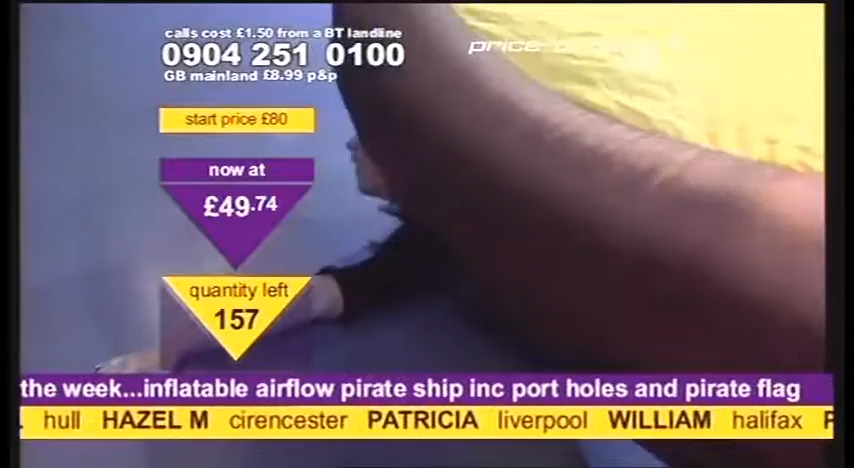 calls cost £1.50 from a BT landline
0904 251 0100
GB mainland £8.99 p&p
start price £80
now at
£49.74
quantity left
157
the week...inflatable airflow pirate ship inc port holes and pirate flag
hull HAZEL M cirencester PATRICIA liverpool WILLIAM halifax